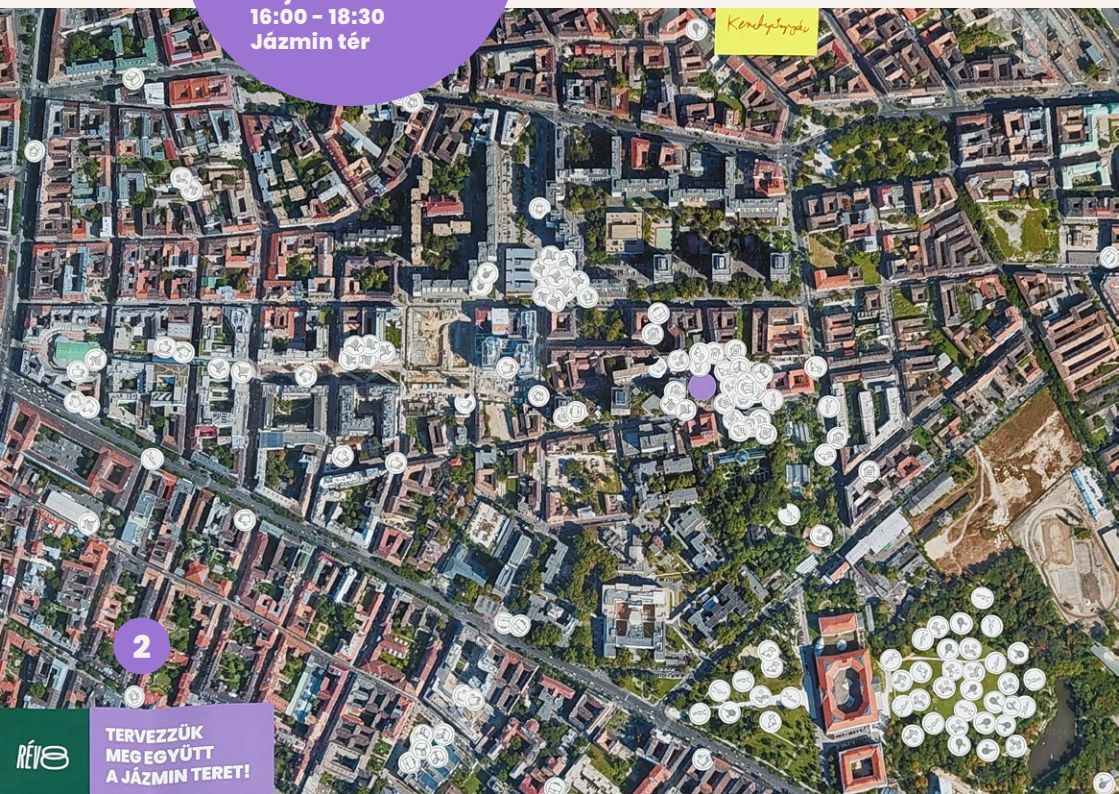 16:00 - 18:30
Jázmin tér
2
RÉV8
TERVEZZÜK
MEG EGYÜTT
A JÁZMIN TERET!